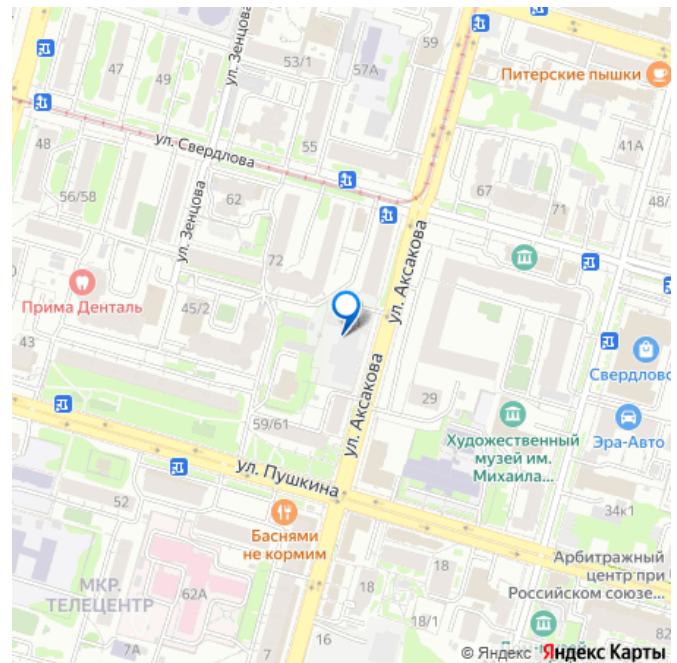 59
ул. Зенцова
53/1
57А
47
49
Питерские пышки
48
ул. Свердлова
55
41А
56/58
62
67
71
48/
ул. Зенцова
72
ул. Аксакова
Прима Денталь
45/2
43
Свердловс
ул. Аксакова
29
59/61
Художественный
музей им.
Михаила...
Эра-Авто
ул. Пушкина
52
Баснями
не кормим
34к1
Арбитражный
центр при
Российском союзе...
МКР.
ТЕЛЕЦЕНТР
62А
18
18
18/1
82
7А
7
16
© Яндекс Яндекс Карты